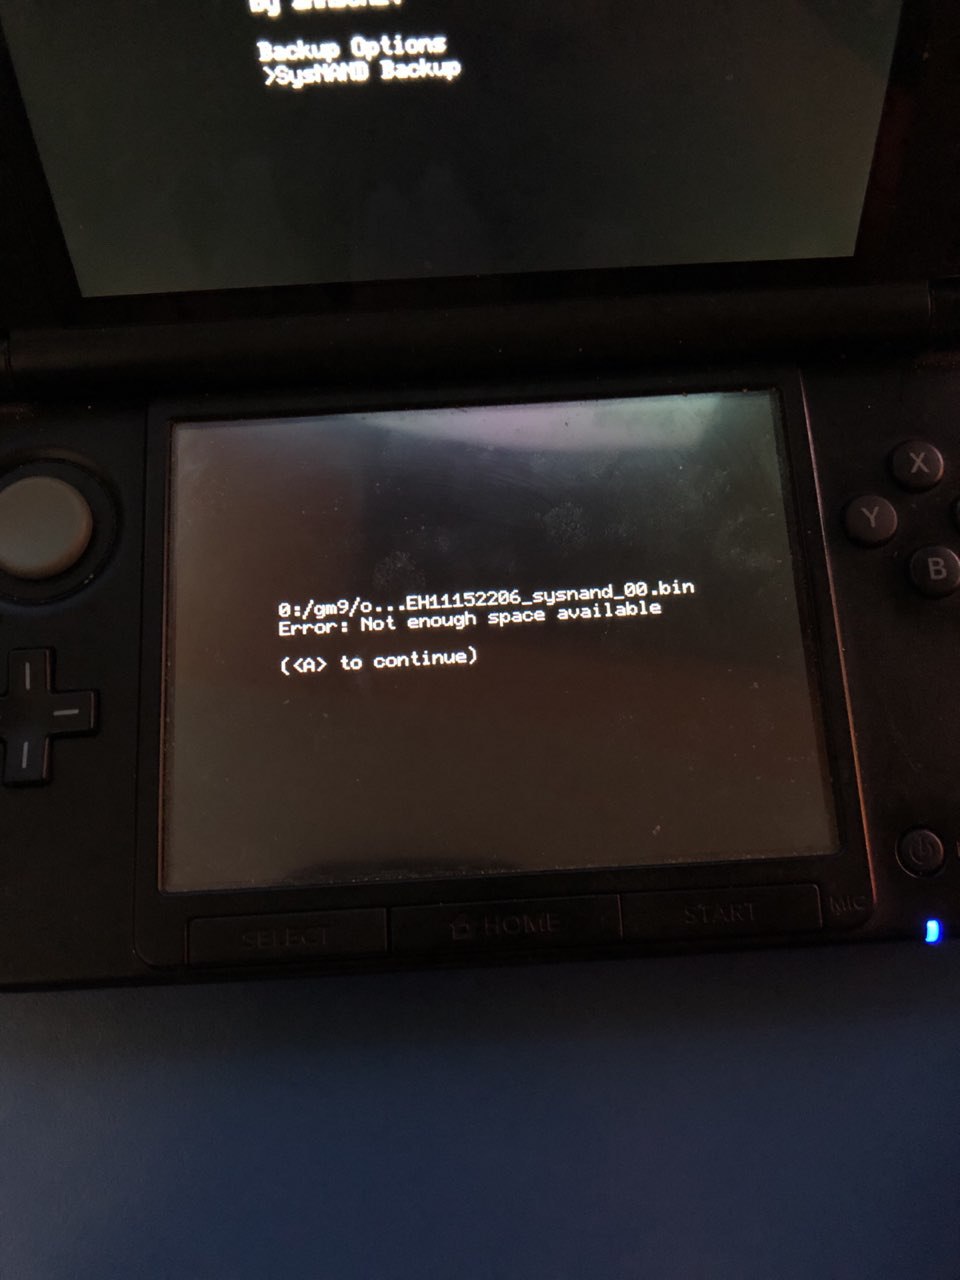 by
Backup Options
>SysNAND Backup
X
Y
B
0:/gm9/o...EH11152206_sysnand_00.bin
Error: Not enough space available
(<A> to continue)
SELECT
HOME
START
MIC